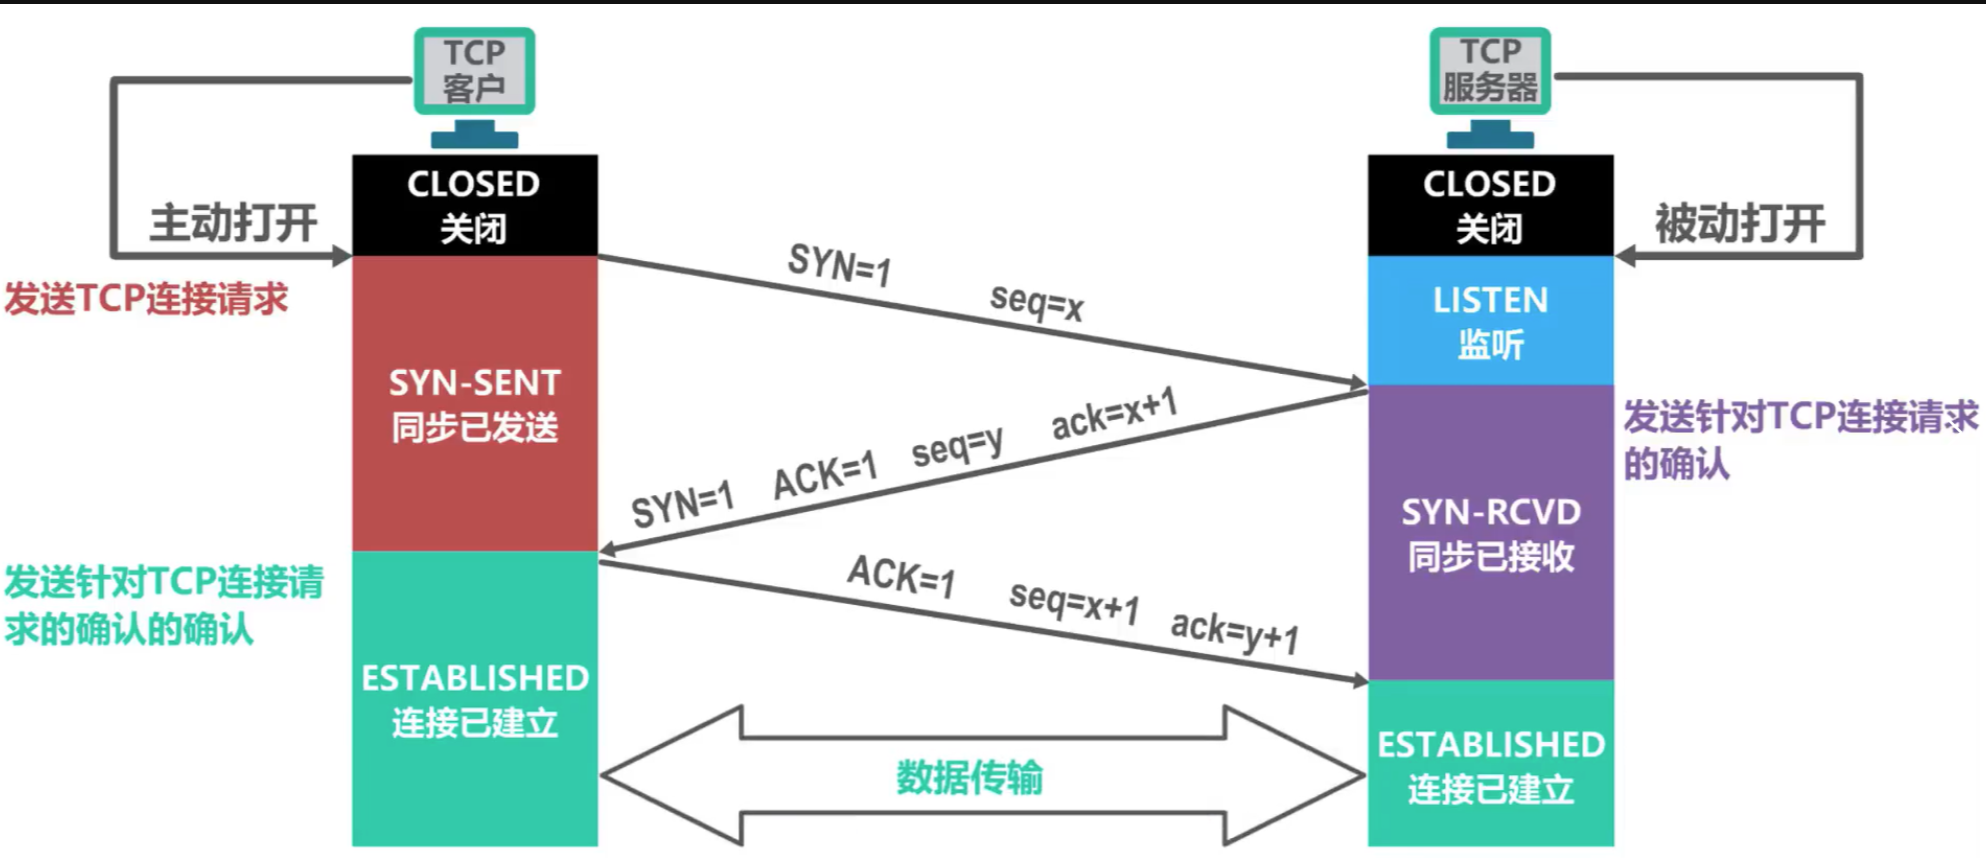 TCP
客户
TCP
服务器
CLOSED
关闭
CLOSED
关闭
主动打开
被动打开
SYN=1 seq=x
发送TCP连接请求
LISTEN
监听
SYN-SENT
同步已发送
SYN=1 ACK=1 seq=y ack=x+1
发送针对TCP连接请求
的确认
SYN-RCVD
同步已接收
发送针对TCP连接请
求的确认的确认
ACK=1 seq=x+1 ack=y+1
ESTABLISHED
连接已建立
数据传输
ESTABLISHED
连接已建立